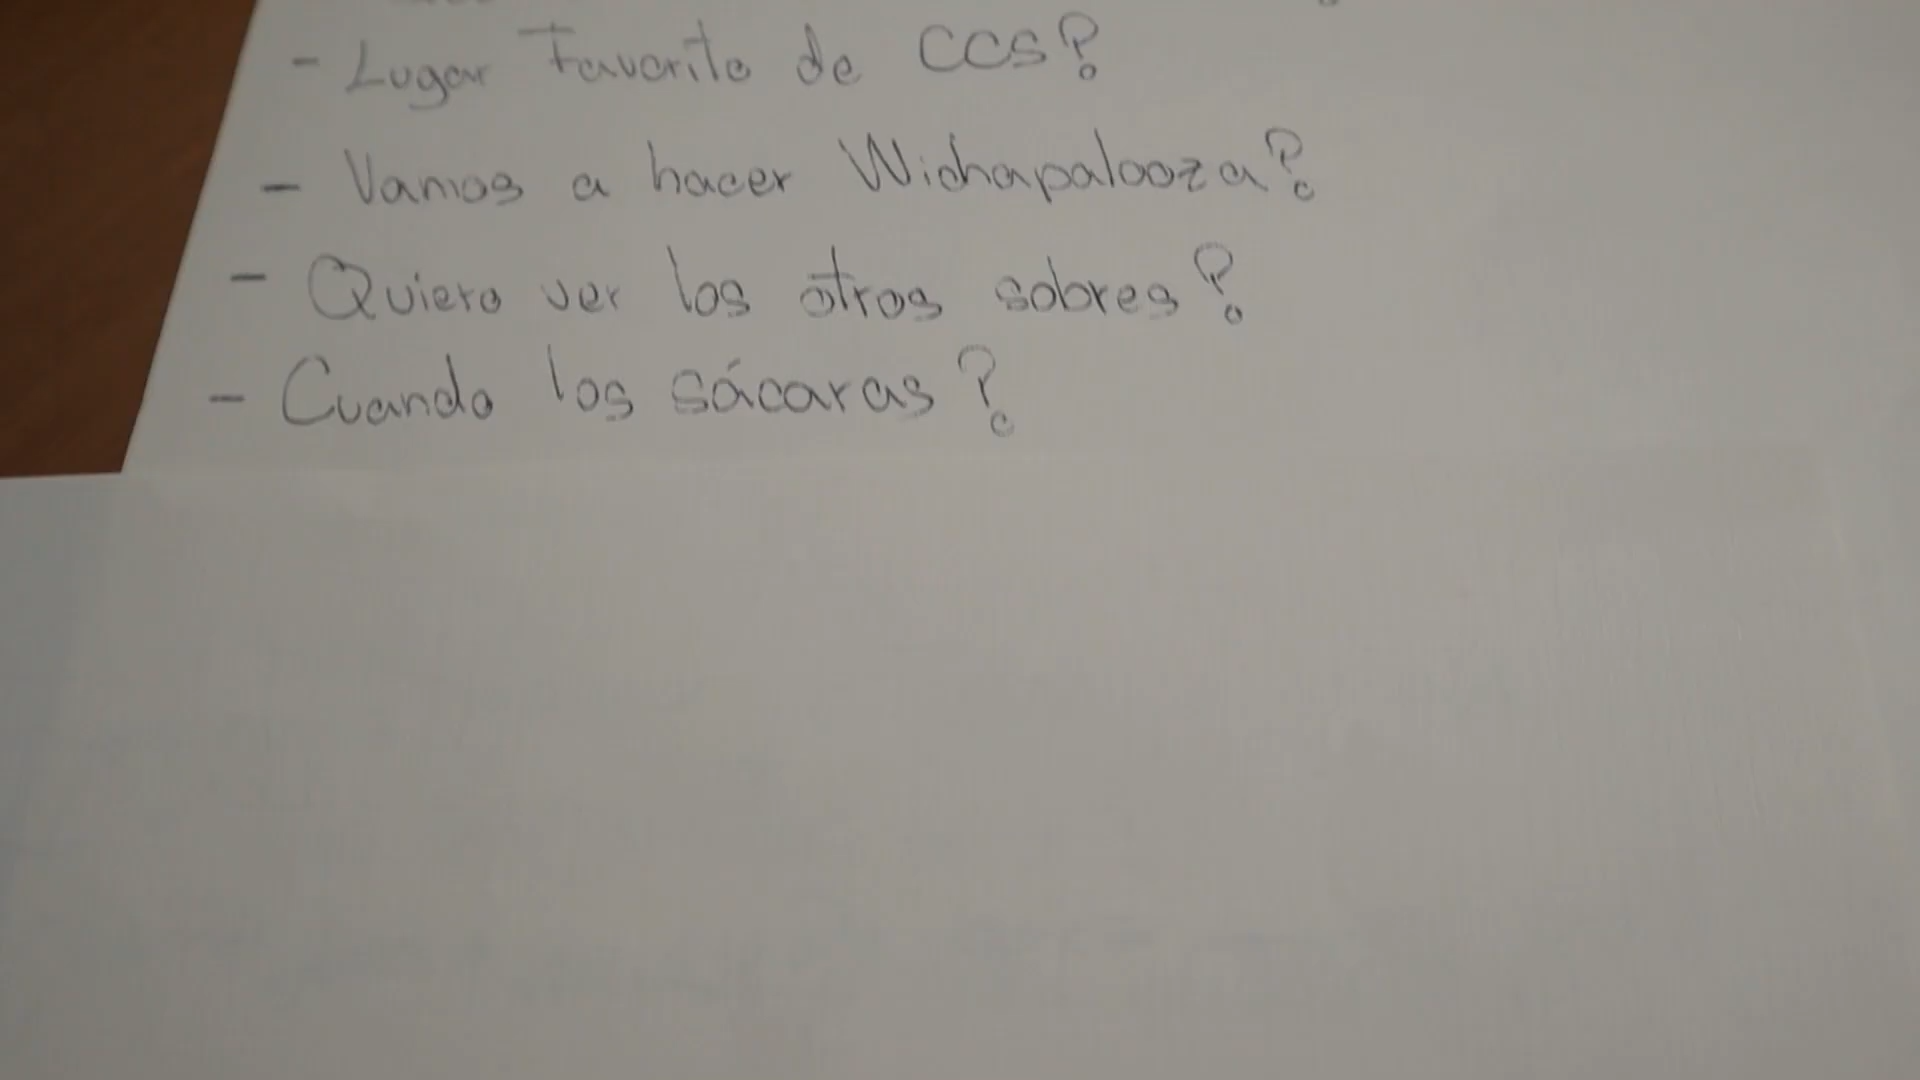 - Lugar Favorito de CCS?
- Vamos a hacer Wichapalooza?
- Quiero ver los otros sobres?
- Cuando los sácaras?